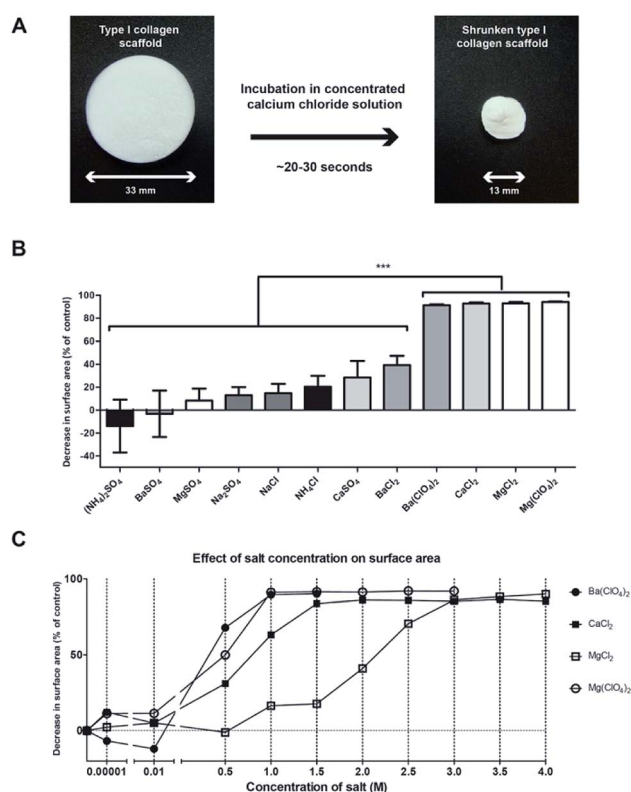 A
Type I collagen
scaffold
33 mm
Incubation in concentrated
calcium chloride solution
~20-30 seconds
Shrunken type I
collagen scaffold
13 mm
B
Decrease in surface area (% of control)
100
80
60
40
20
0
-20
-40
***
(NH₄)₂SO₄
BaSO₄
MgSO₄
Na₂SO₄
NaCl
NH₄Cl
CaSO₄
BaCl₂
Ba(ClO₄)₂
CaCl₂
MgCl₂
Mg(ClO₄)₂
C
Effect of salt concentration on surface area
Decrease in surface area (% of control)
100
50
0
0.00001
0.01
0.5
1.0
1.5
2.0
2.5
3.0
3.5
4.0
Concentration of salt (M)
Ba(ClO₄)₂
CaCl₂
MgCl₂
Mg(ClO₄)₂